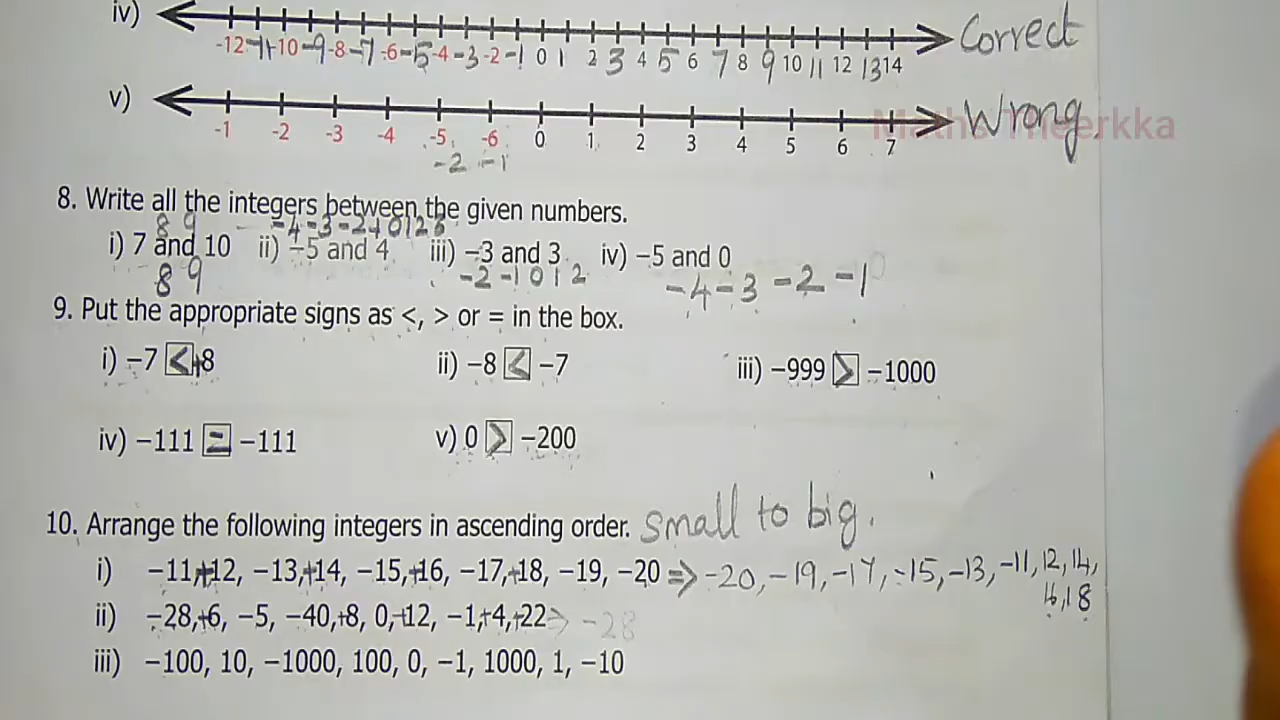 iv) Correct
-12 -11 -10 -9 -8 -7 -6 -5 -4 -3 -2 -1 0 1 2 3 4 5 6 7 8 9 10 11 12 13 14
v) Wrong.
-1 -2 -3 -4 -5 -6 0 1 2 3 4 5 6 7
-2 -1
8. Write all the integers between the given numbers.
8 9 -4 -3 -2 -1 0 1 2 3
i) 7 and 10 ii) −5 and 4 iii) −3 and 3 iv) −5 and 0
8 9 -2 -1 0 1 2 -4 -3 -2 -1
9. Put the appropriate signs as <, > or = in the box.
i) −7 < +8 ii) −8 < −7 iii) −999 > −1000
iv) −111 = −111 v) 0 > −200
10. Arrange the following integers in ascending order. Small to big.
i) −11, +12, −13, +14, −15, +16, −17, +18, −19, −20 ⇒ -20, -19, -17, -15, -13, -11, 12, 14,
16, 18
ii) −28, +6, −5, −40, +8, 0, +12, −1, +4, +22 ⇒ -28
iii) −100, 10, −1000, 100, 0, −1, 1000, 1, −10